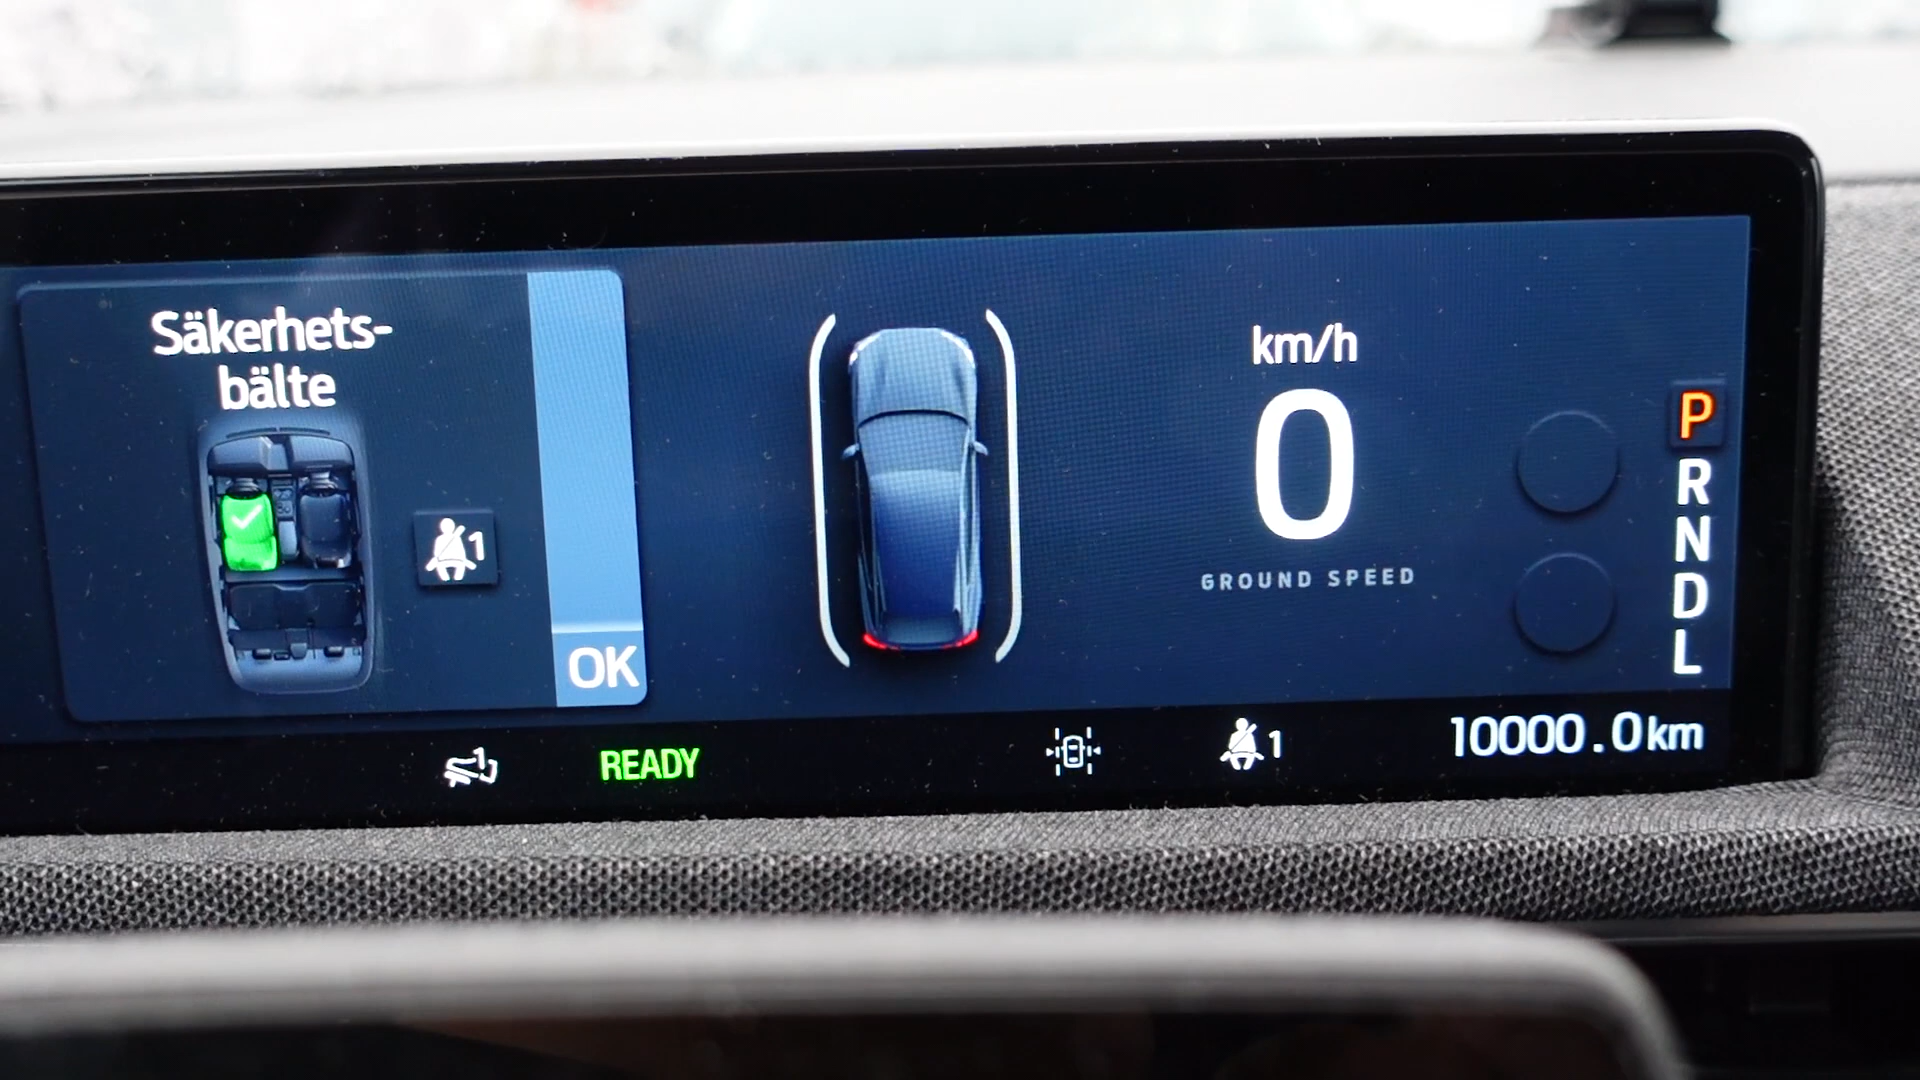 Säkerhets-
bälte
1
OK
km/h
0
GROUND SPEED
P
R
N
D
L
READY
1
10000.0km